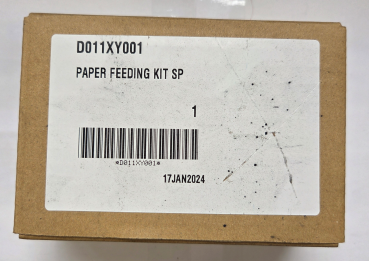 D011XY001
PAPER FEEDING KIT SP
1
*D011XY001*
17JAN2024